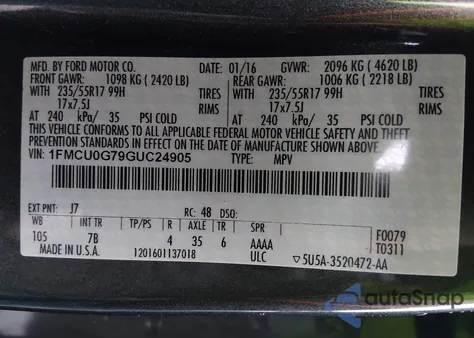 MFD. BY FORD MOTOR CO. DATE: 01/16 GVWR: 2096 KG ( 4620 LB)
FRONT GAWR: 1098 KG ( 2420 LB) REAR GAWR: 1006 KG ( 2218 LB)
WITH 235/55R17 99H TIRES WITH 235/55R17 99H TIRES
17x7.5J RIMS 17x7.5J RIMS
AT 240 kPa/ 35 PSI COLD AT 240 kPa/ 35 PSI COLD
THIS VEHICLE CONFORMS TO ALL APPLICABLE FEDERAL MOTOR VEHICLE SAFETY, BUMPER, AND THEFT
PREVENTION STANDARDS IN EFFECT ON THE DATE OF MANUFACTURE SHOWN ABOVE.
VIN: 1FMCU0G79GUC24905 TYPE: MPV
EXT PNT: J7 RC: 48 DSO:
WB INT TR TP/PS R AXLE TR SPR F0079
105 7B 4 35 6 AAAA T0311
MADE IN U.S.A. 1201601137018 ULC ▽5U5A-3520472-AA
autoSnap